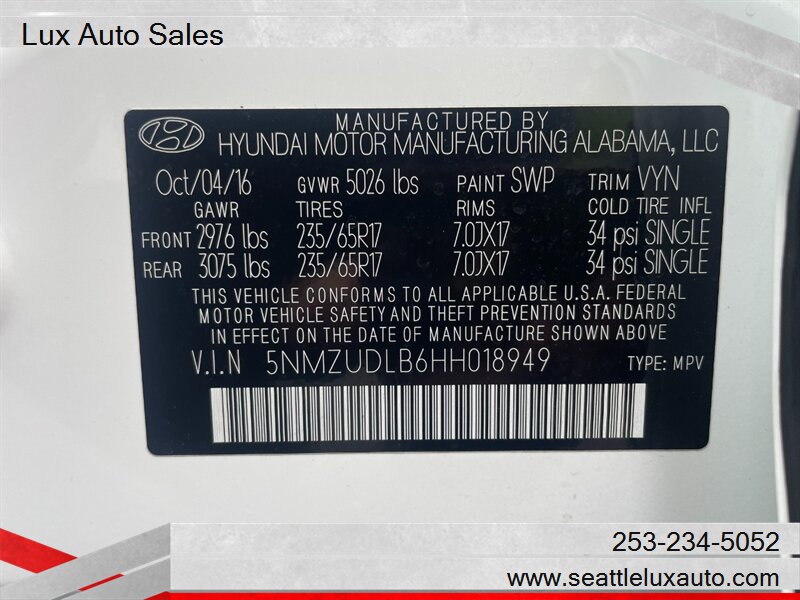 Lux Auto Sales
MANUFACTURED BY
HYUNDAI MOTOR MANUFACTURING ALABAMA, LLC
Oct/04/16 GVWR 5026 lbs PAINT SWP TRIM VYN
GAWR TIRES RIMS COLD TIRE INFL
FRONT 2976 lbs 235/65R17 7.0JX17 34 psi SINGLE
REAR 3075 lbs 235/65R17 7.0JX17 34 psi SINGLE
THIS VEHICLE CONFORMS TO ALL APPLICABLE U.S.A. FEDERAL
MOTOR VEHICLE SAFETY AND THEFT PREVENTION STANDARDS
IN EFFECT ON THE DATE OF MANUFACTURE SHOWN ABOVE.
V.I.N 5NMZUDLB6HH018949 TYPE: MPV
253-234-5052
www.seattleluxauto.com